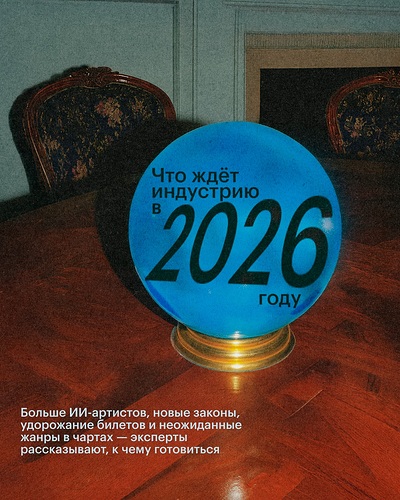 Что ждёт
индустрию
в
2026
году
Больше ИИ-артистов, новые законы,
удорожание билетов и неожиданные
жанры в чартах — эксперты
рассказывают, к чему готовиться